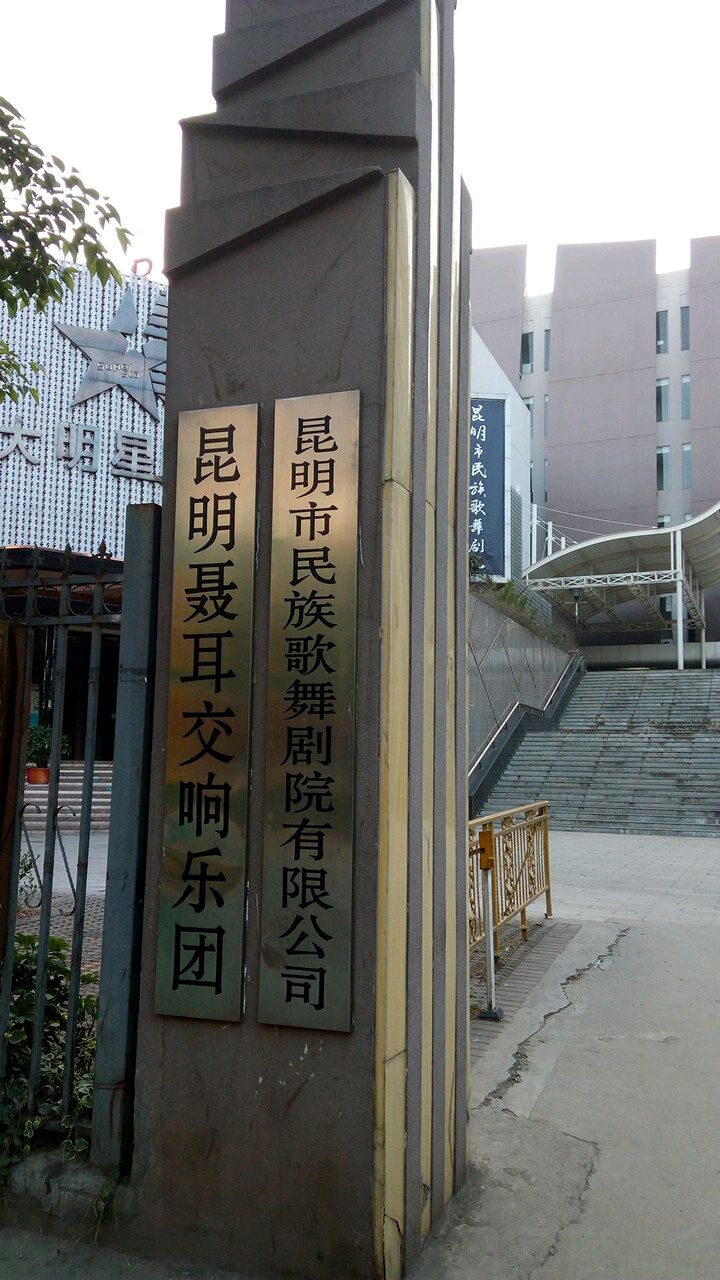 昆明市民族歌舞剧院有限公司
昆明聂耳交响乐团
昆明市民族歌舞剧
大明星